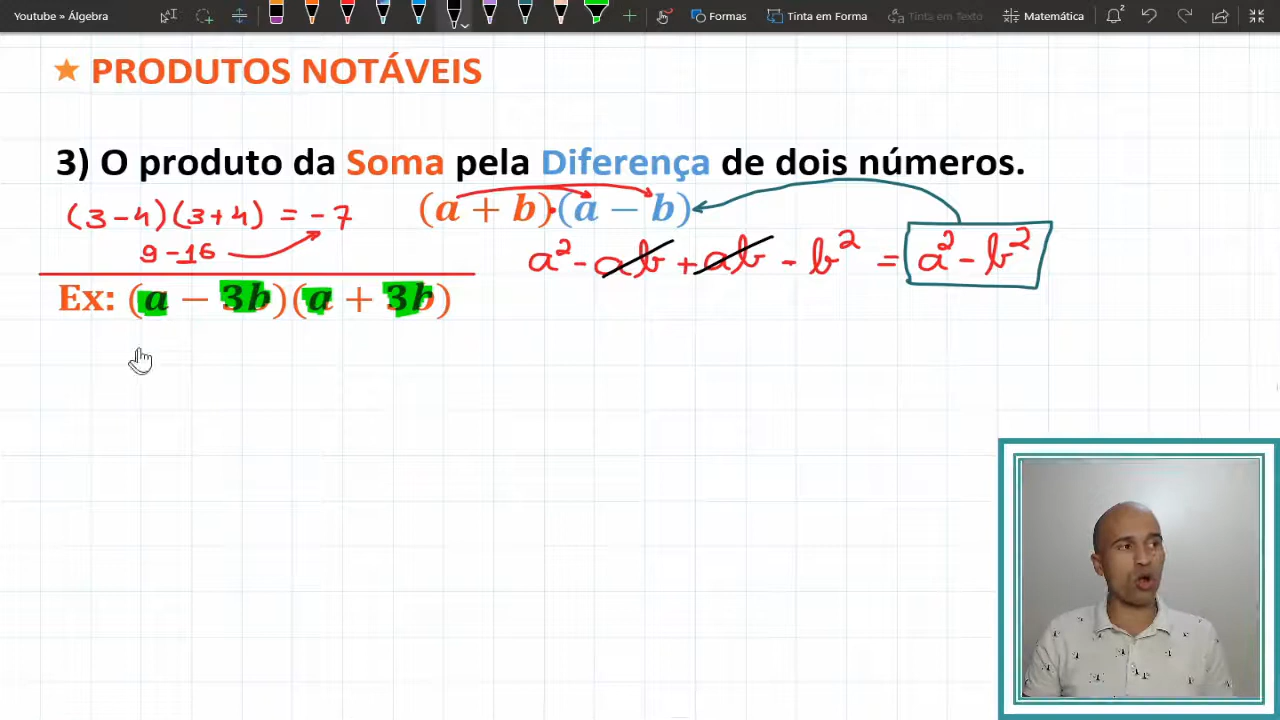 Youtube » Álgebra
Formas
Tinta em Forma
Tinta em Texto
Matemática
2
PRODUTOS NOTÁVEIS
3) O produto da Soma pela Diferença de dois números.
(3-4)(3+4) = -7
9-16
(a + b)·(a − b)
a² - ab + ab - b² = a² - b²
Ex: (a − 3b)(a + 3b)